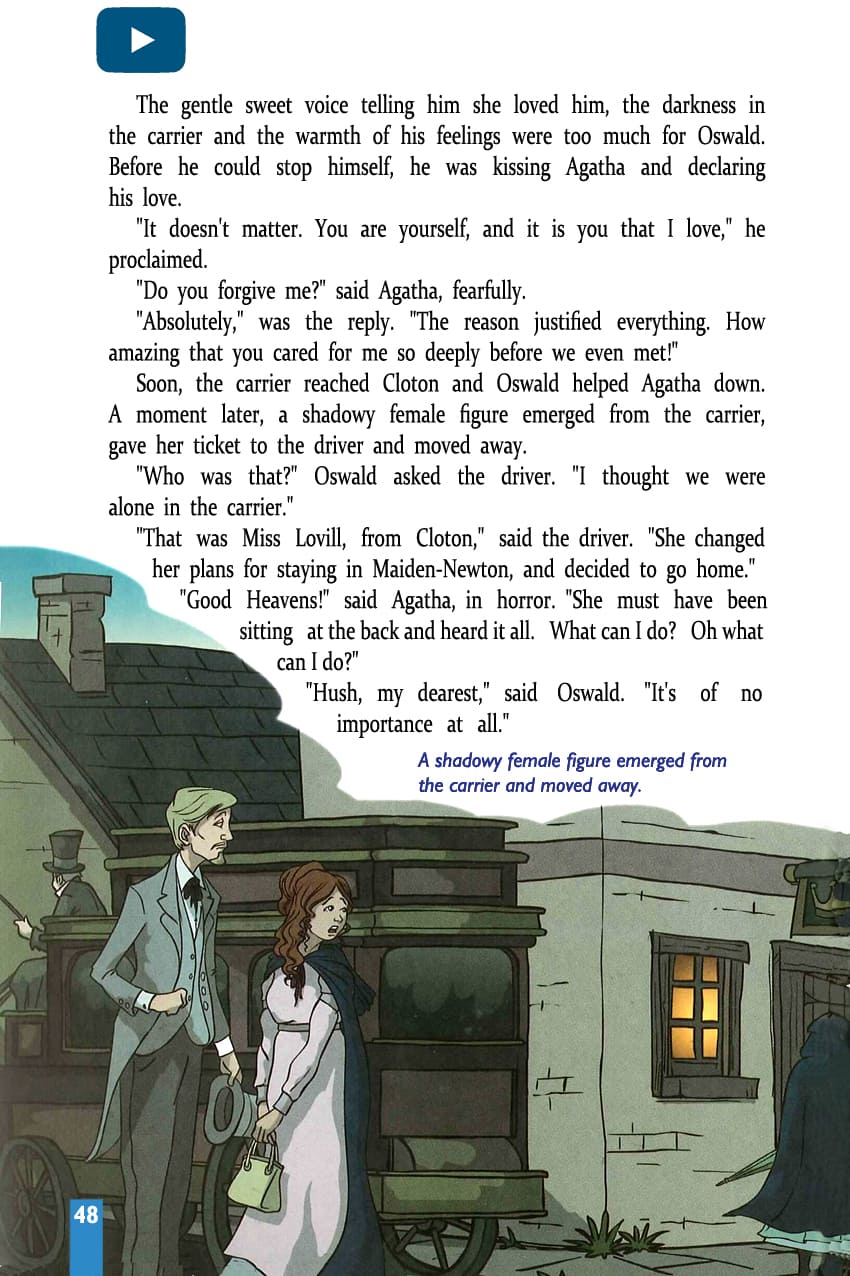 The gentle sweet voice telling him she loved him, the darkness in
the carrier and the warmth of his feelings were too much for Oswald.
Before he could stop himself, he was kissing Agatha and declaring
his love.
"It doesn't matter. You are yourself, and it is you that I love," he
proclaimed.
"Do you forgive me?" said Agatha, fearfully.
"Absolutely," was the reply. "The reason justified everything. How
amazing that you cared for me so deeply before we even met!"
Soon, the carrier reached Cloton and Oswald helped Agatha down.
A moment later, a shadowy female figure emerged from the carrier,
gave her ticket to the driver and moved away.
"Who was that?" Oswald asked the driver. "I thought we were
alone in the carrier."
"That was Miss Lovill, from Cloton," said the driver. "She changed
her plans for staying in Maiden-Newton, and decided to go home."
"Good Heavens!" said Agatha, in horror. "She must have been
sitting at the back and heard it all. What can I do? Oh what
can I do?"
"Hush, my dearest," said Oswald. "It's of no
importance at all."
A shadowy female figure emerged from
the carrier and moved away.
48